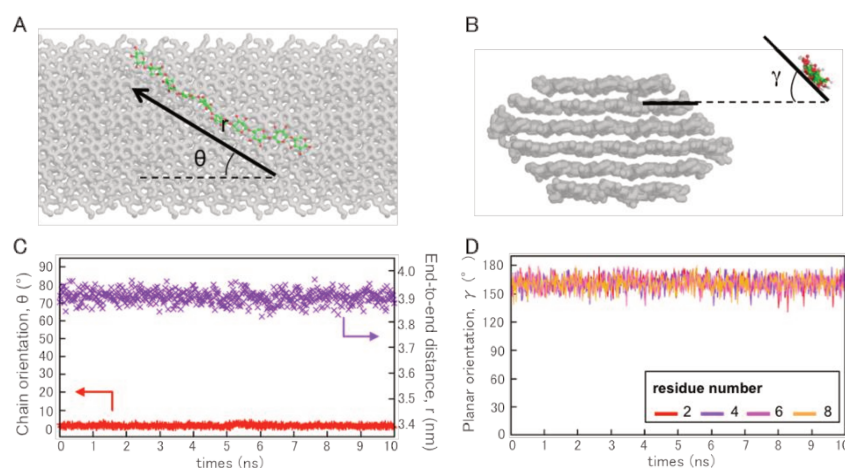 A
r
θ
B
γ
C
Chain orientation, θ (°)
90
80
70
60
50
40
30
20
10
0
4.0
3.9
3.8
3.7
3.6
3.5
3.4
End-to-end distance, r (nm)
0 1 2 3 4 5 6 7 8 9 10
times (ns)
D
Planar orientation, γ (°)
180
150
120
90
60
30
0
residue number
2 4 6 8
0 1 2 3 4 5 6 7 8 9 10
times (ns)